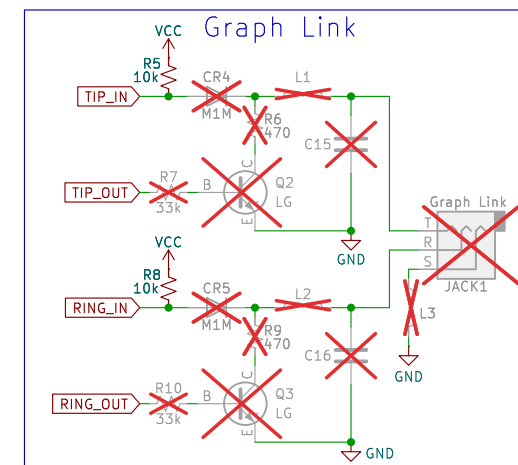 Graph Link
VCC
R5
10k
CR4
M1M
L1
TIP_IN
R6
470
C15
R7
33k
TIP_OUT
B
C
E
Q2
LG
GND
Graph Link
T
R
S
JACK1
VCC
R8
10k
CR5
M1M
L2
RING_IN
L3
R9
470
C16
GND
R10
33k
RING_OUT
B
C
E
Q3
LG
GND